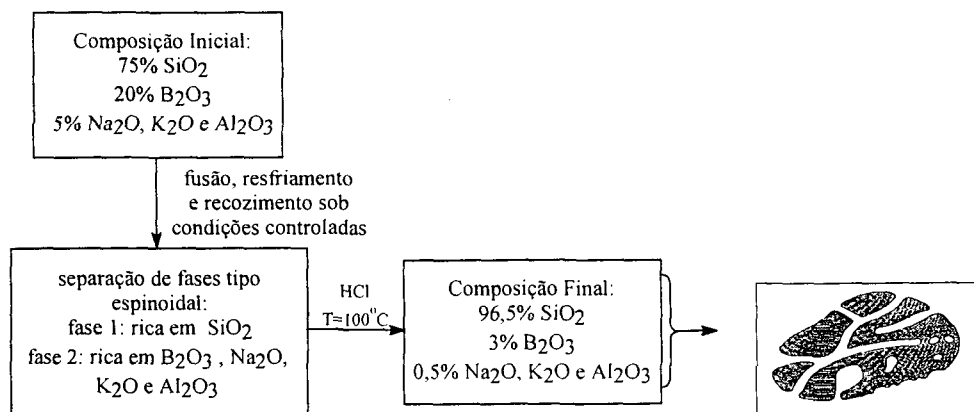 Composição Inicial:
75% SiO2
20% B2O3
5% Na2O, K2O e Al2O3
fusão, resfriamento
e recozimento sob
condições controladas
separação de fases tipo
espinoidal:
fase 1: rica em SiO2
fase 2: rica em B2O3 , Na2O,
K2O e Al2O3
HCl
T=100°C
Composição Final:
96,5% SiO2
3% B2O3
0,5% Na2O, K2O e Al2O3